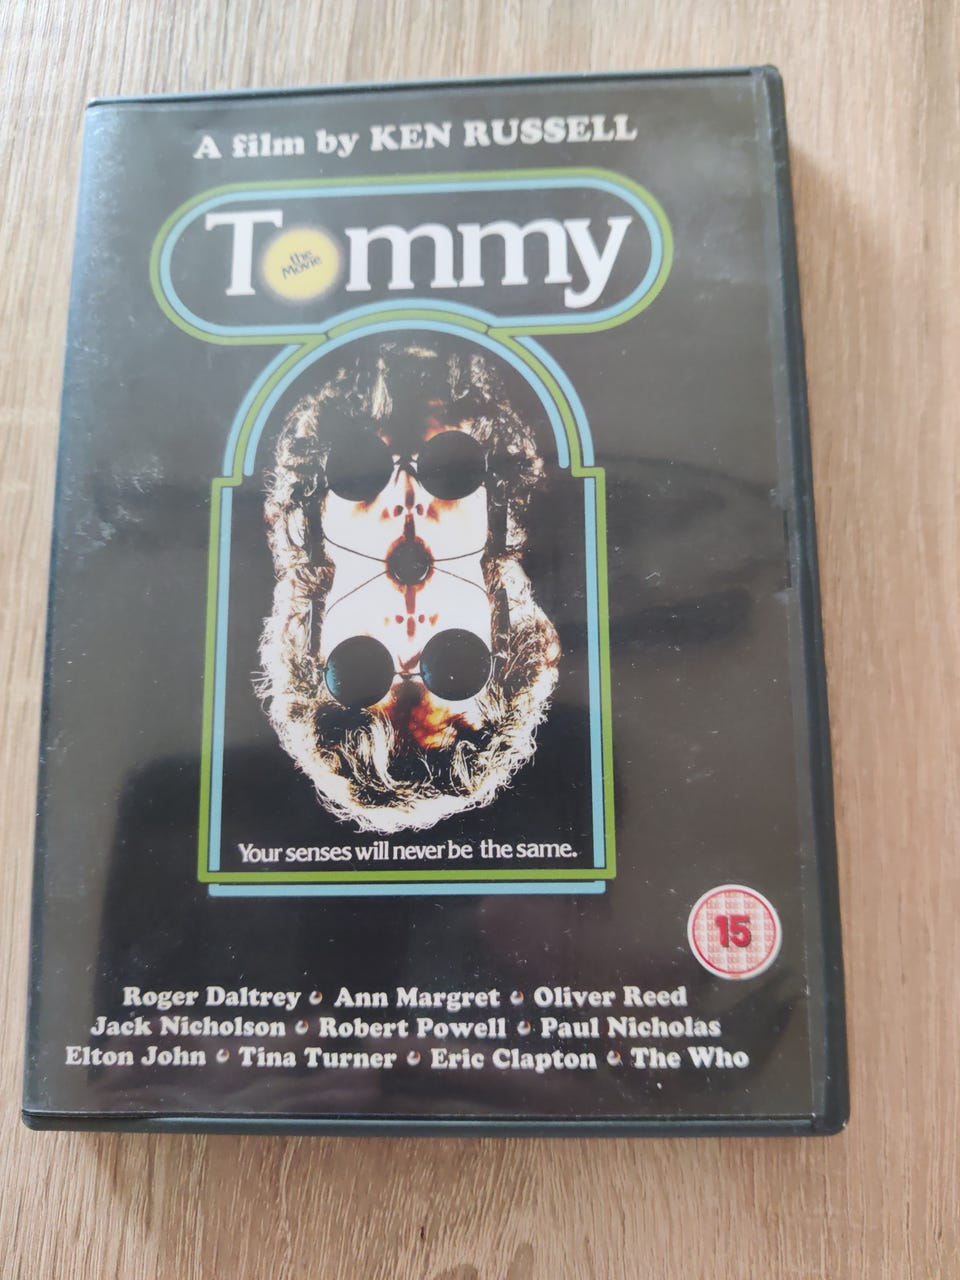 A film by KEN RUSSELL
Tommy
the Movie
Your senses will never be the same.
15
Roger Daltrey Ann Margret Oliver Reed
Jack Nicholson Robert Powell Paul Nicholas
Elton John Tina Turner Eric Clapton The Who